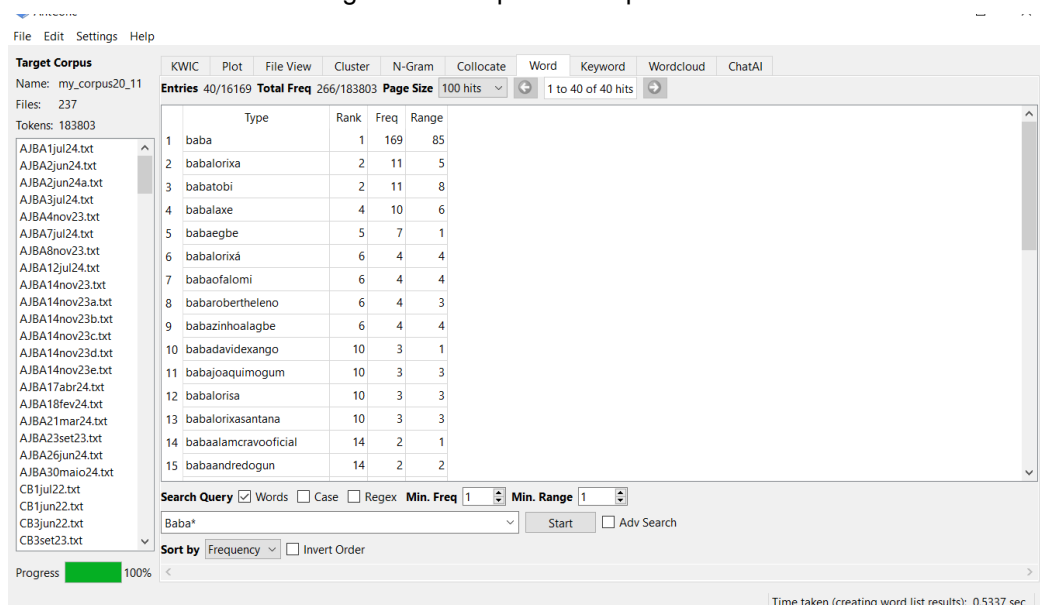 File Edit Settings Help
Target Corpus
Name: my_corpus20_11
Files: 237
Tokens: 183803
AJBA1jul24.txt
AJBA2jun24.txt
AJBA2jun24a.txt
AJBA3jul24.txt
AJBA4nov23.txt
AJBA7jul24.txt
AJBA8nov23.txt
AJBA12jul24.txt
AJBA14nov23.txt
AJBA14nov23a.txt
AJBA14nov23b.txt
AJBA14nov23c.txt
AJBA14nov23d.txt
AJBA14nov23e.txt
AJBA17abr24.txt
AJBA18fev24.txt
AJBA21mar24.txt
AJBA23set23.txt
AJBA26jun24.txt
AJBA30maio24.txt
CB1jul22.txt
CB1jun22.txt
CB3jun22.txt
CB3set23.txt
Progress 100%
KWIC Plot File View Cluster N-Gram Collocate Word Keyword Wordcloud ChatAI
Entries 40/16169 Total Freq 266/183803 Page Size 100 hits 1 to 40 of 40 hits
Type Rank Freq Range
1 baba 1 169 85
2 babalorixa 2 11 5
3 babatobi 2 11 8
4 babalaxe 4 10 6
5 babaegbe 5 7 1
6 babalorixá 6 4 4
7 babaofalomi 6 4 4
8 babarobertheleno 6 4 3
9 babazinhoalagbe 6 4 4
10 babadavidexango 10 3 1
11 babajoaquimogum 10 3 3
12 babalorisa 10 3 3
13 babalorixasantana 10 3 3
14 babaalamcravooficial 14 2 1
15 babaandredogun 14 2 2
Search Query Words Case Regex Min. Freq 1 Min. Range 1
Baba* Start Adv Search
Sort by Frequency Invert Order
Time taken (creating word list results): 0.5337 sec